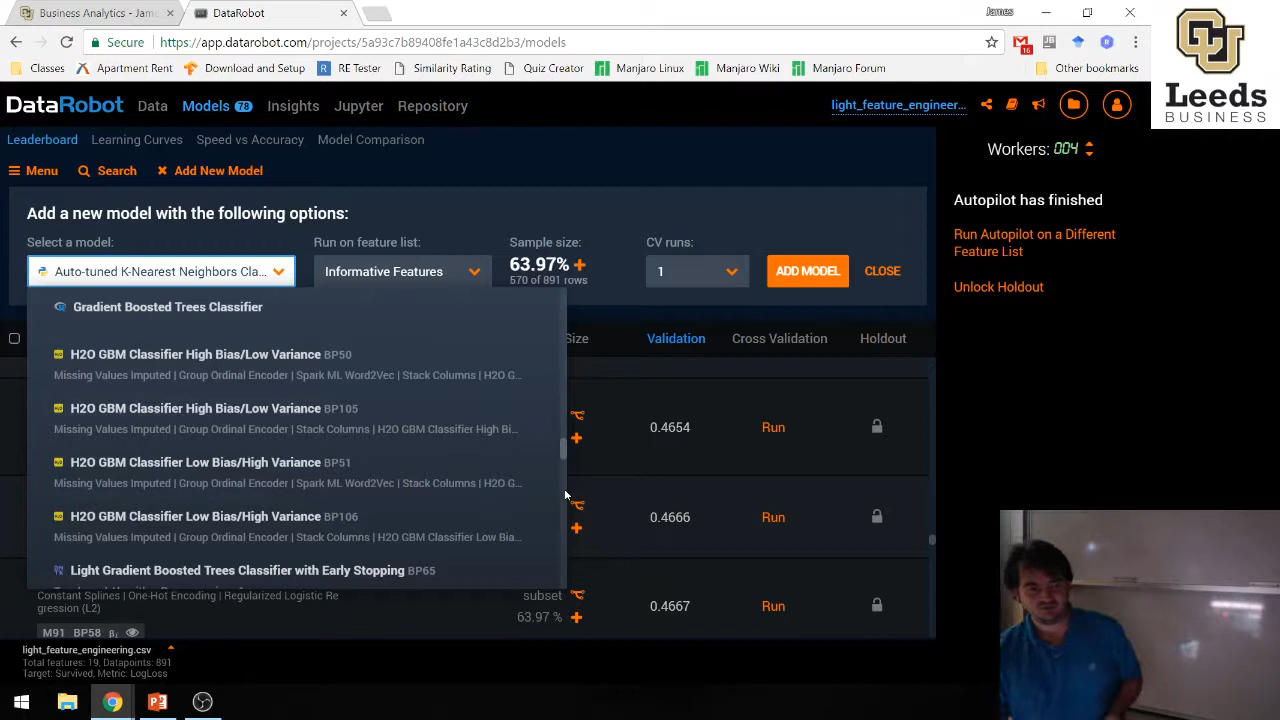 Business Analytics - Jam
DataRobot
James
Secure
https://app.datarobot.com/projects/5a93c7b89408fe1a43c8d2b3/models
16
Classes
Apartment Rent
Tensorflow Setup
RE Tester
Similarity Rating
Quiz Creator
Manjaro Linux
Manjaro Wiki
Manjaro Forum
Other bookmarks
CU
Leeds
BUSINESS
DataRobot
Data
Models 78
Insights
Jupyter
Repository
light_feature_engineer...
Leaderboard
Learning Curves
Speed vs Accuracy
Model Comparison
Workers: 004
Menu
Search
Add New Model
Autopilot has finished
Run Autopilot on a Different
Feature List
Unlock Holdout
Add a new model with the following options:
Select a model:
Run on feature list:
Sample size:
CV runs:
Auto-tuned K-Nearest Neighbors Cla...
Informative Features
63.97%
570 of 891 rows
1
ADD MODEL
CLOSE
Gradient Boosted Trees Classifier
Size
Validation
Cross Validation
Holdout
H2O GBM Classifier High Bias/Low Variance BP50
Missing Values Imputed | Group Ordinal Encoder | Spark ML Word2Vec | Stack Columns | H2O G...
H2O GBM Classifier High Bias/Low Variance BP105
Missing Values Imputed | Group Ordinal Encoder | Stack Columns | H2O GBM Classifier High Bi...
0.4654
Run
H2O GBM Classifier Low Bias/High Variance BP51
Missing Values Imputed | Group Ordinal Encoder | Spark ML Word2Vec | Stack Columns | H2O G...
H2O GBM Classifier Low Bias/High Variance BP106
Missing Values Imputed | Group Ordinal Encoder | Stack Columns | H2O GBM Classifier Low Bia...
0.4666
Run
Light Gradient Boosted Trees Classifier with Early Stopping BP65
Constant Splines | One-Hot Encoding | Regularized Logistic Re
gression (L2)
subset
63.97 %
0.4667
Run
M91 BP58 βi
light_feature_engineering.csv
Total features: 19, Datapoints: 891
Target: Survived, Metric: LogLoss